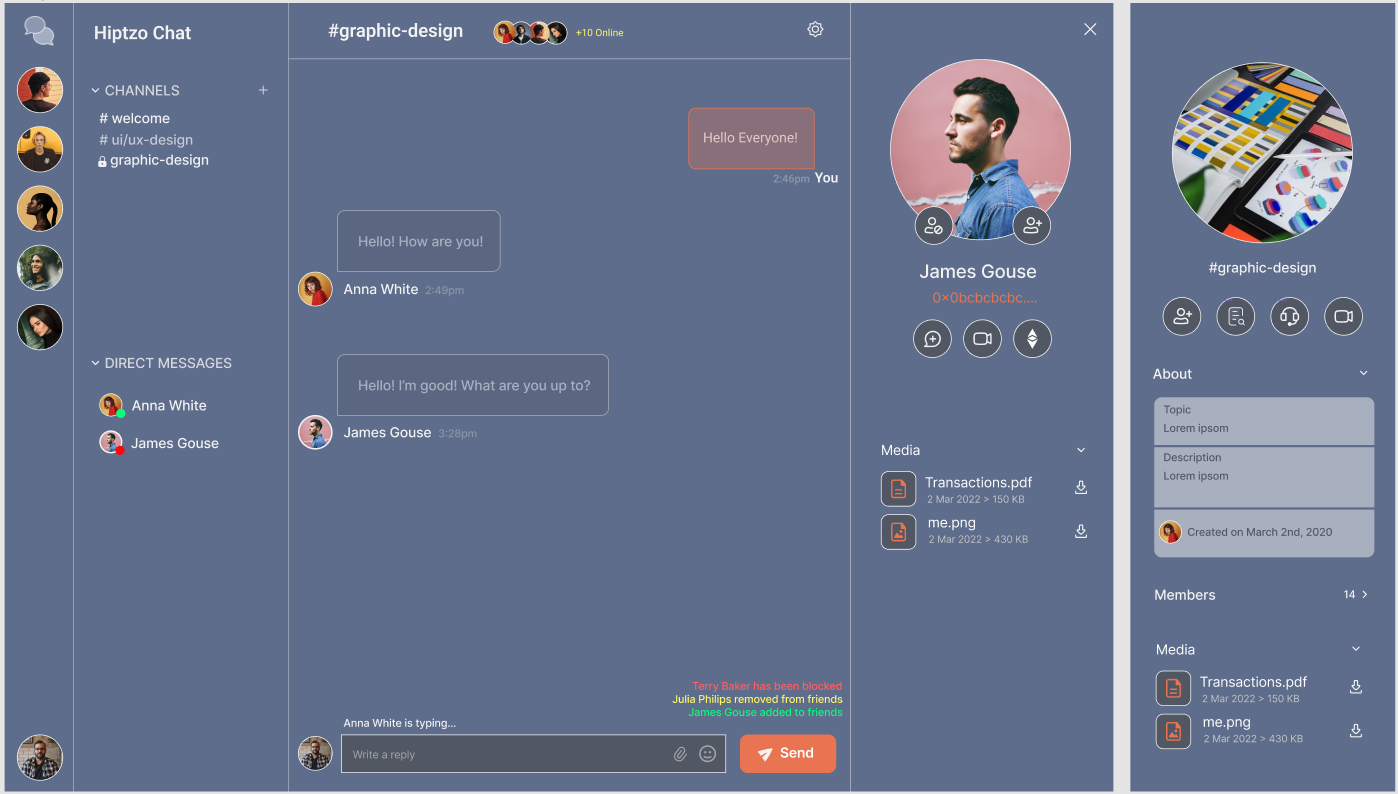 Hiptzo Chat
CHANNELS
# welcome
# ui/ux-design
graphic-design
DIRECT MESSAGES
Anna White
James Gouse
#graphic-design
+10 Online
Hello Everyone!
2:46pm You
Hello! How are you!
Anna White 2:49pm
Hello! I'm good! What are you up to?
James Gouse 3:28pm
Terry Baker has been blocked
Julia Philips removed from friends
James Gouse added to friends
Anna White is typing...
Write a reply
Send
James Gouse
0x0bcbcbcbc....
Media
Transactions.pdf
2 Mar 2022 > 150 KB
me.png
2 Mar 2022 > 430 KB
#graphic-design
About
Topic
Lorem ipsom
Description
Lorem ipsom
Created on March 2nd, 2020
Members
14 >
Media
Transactions.pdf
2 Mar 2022 > 150 KB
me.png
2 Mar 2022 > 430 KB